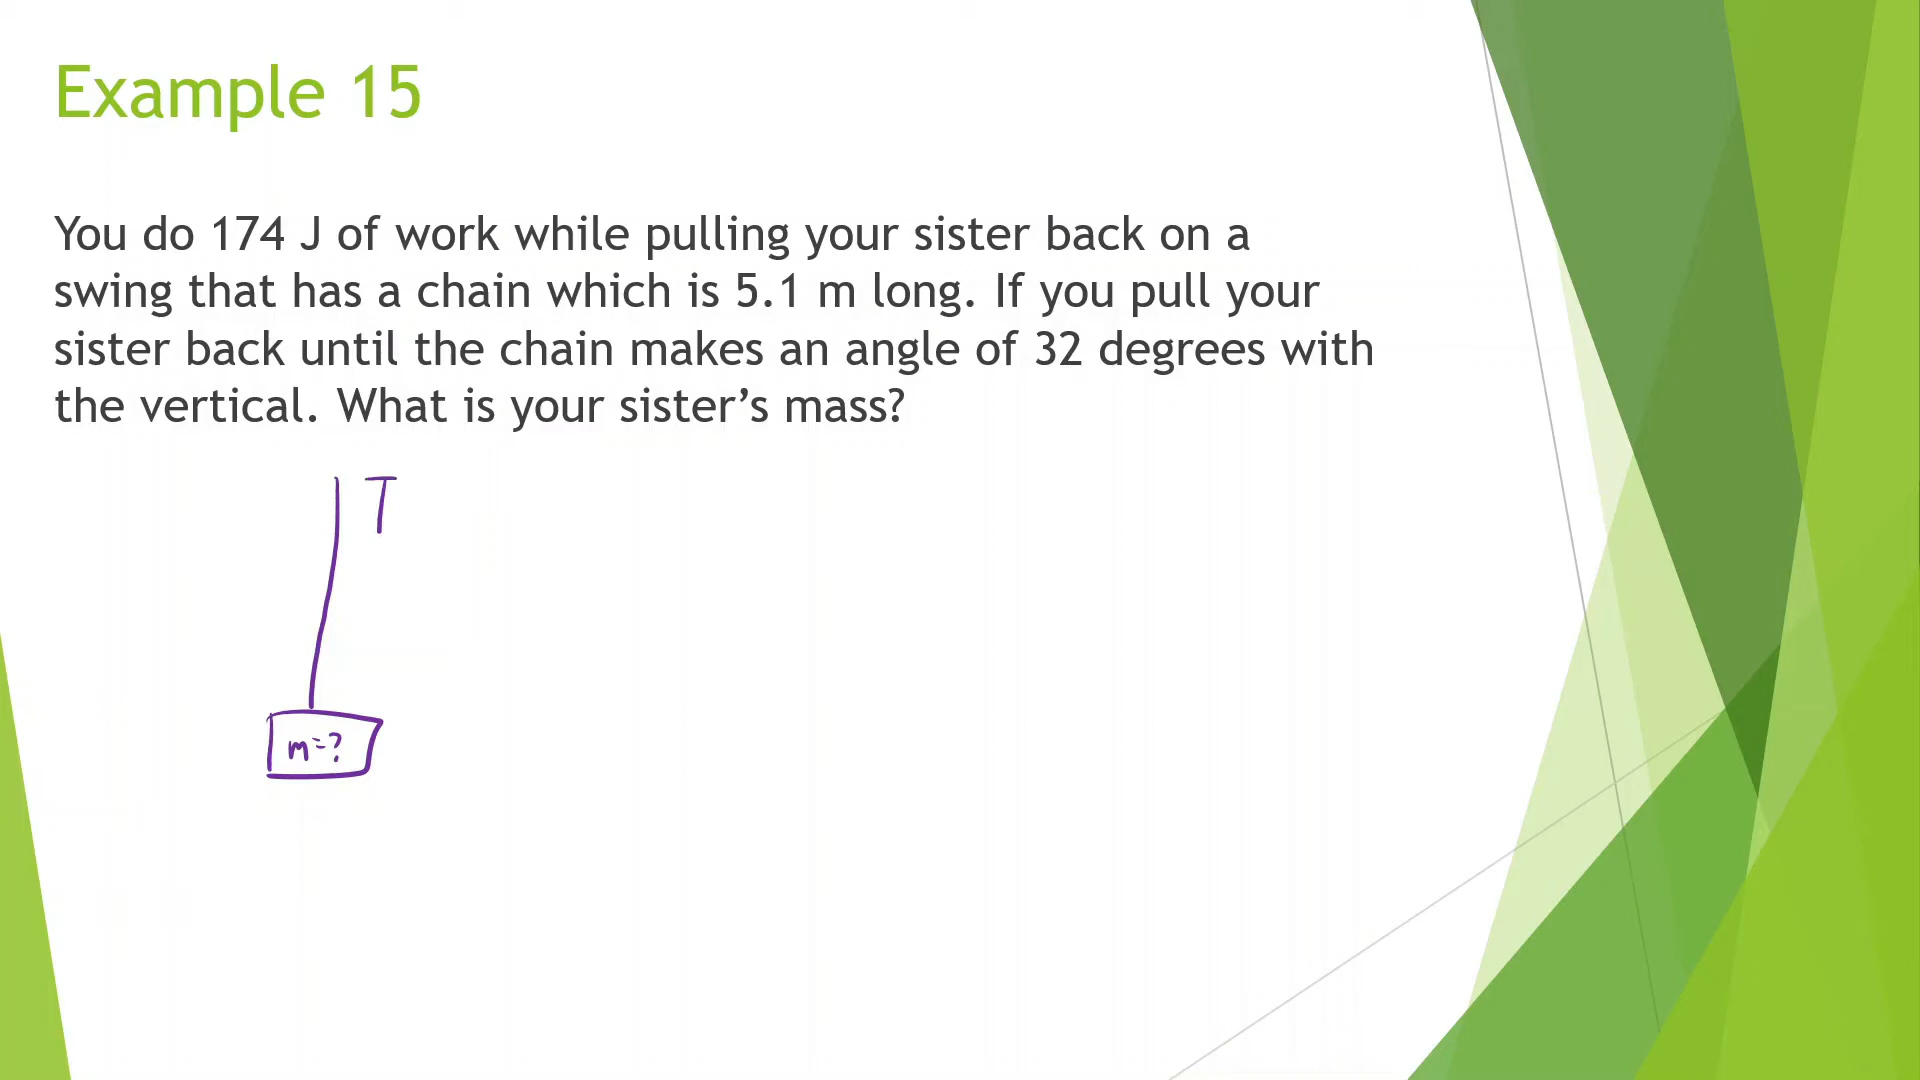 Example 15
You do 174 J of work while pulling your sister back on a
swing that has a chain which is 5.1 m long. If you pull your
sister back until the chain makes an angle of 32 degrees with
the vertical. What is your sister’s mass?
T
m=?